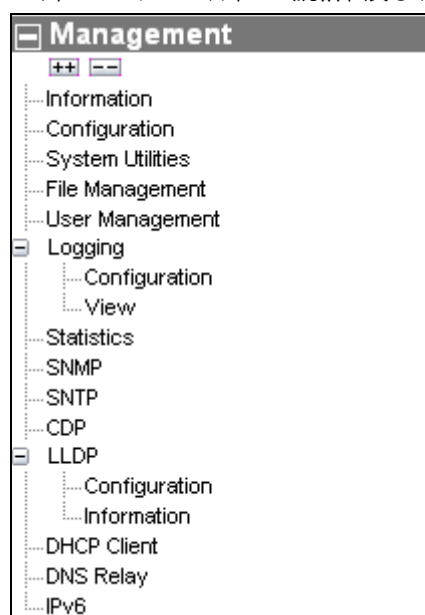 Management
++ --
Information
Configuration
System Utilities
File Management
User Management
Logging
Configuration
View
Statistics
SNMP
SNTP
CDP
LLDP
Configuration
Information
DHCP Client
DNS Relay
IPv6